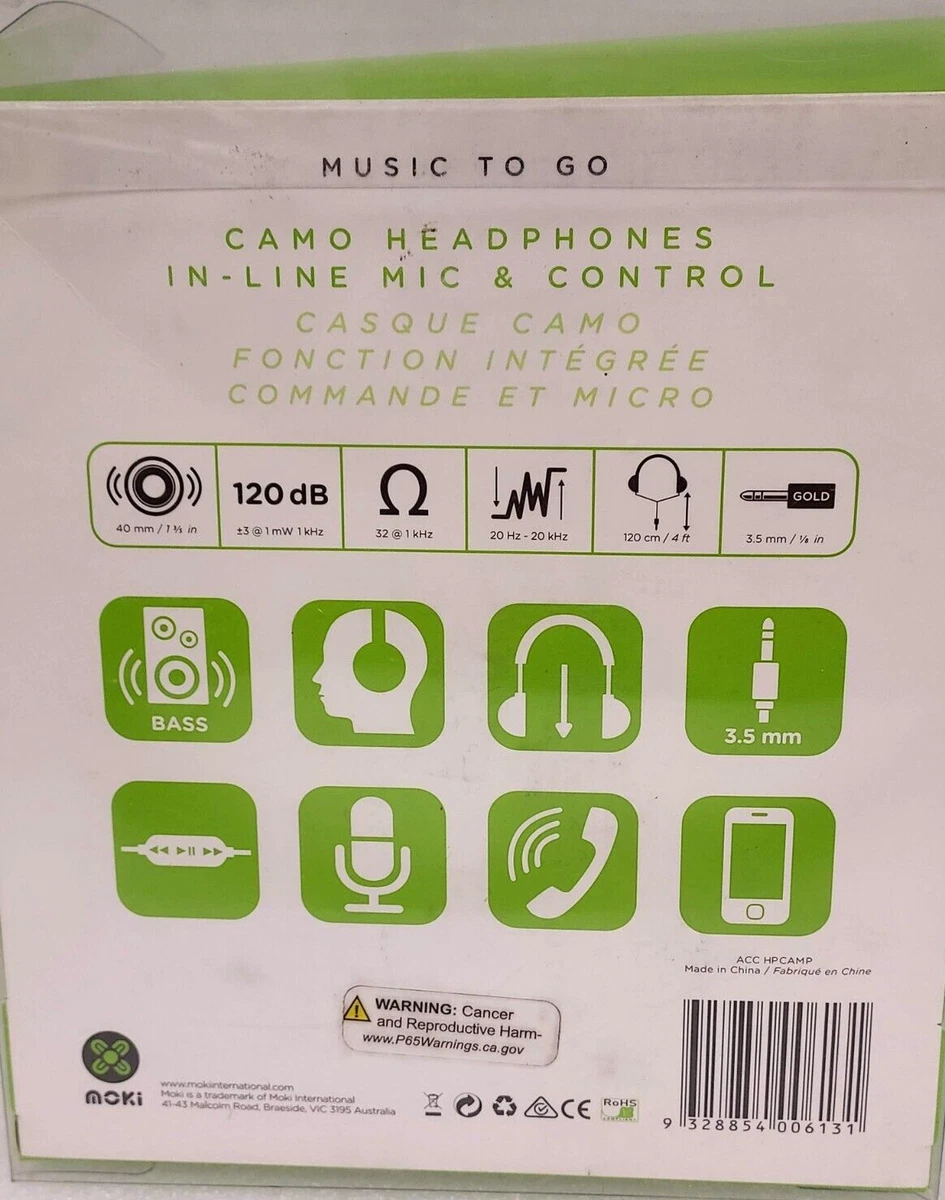 MUSIC TO GO
CAMO HEADPHONES
IN-LINE MIC & CONTROL
CASQUE CAMO
FONCTION INTÉGRÉE
COMMANDE ET MICRO
40 mm / 1 ⅗ in
120 dB
±3 @ 1 mW 1 kHz
Ω
32 @ 1 kHz
20 Hz - 20 kHz
120 cm / 4 ft
GOLD
3.5 mm / ⅛ in
BASS
3.5 mm
ACC HPCAMP
Made in China / Fabriqué en Chine
WARNING: Cancer
and Reproductive Harm-
www.P65Warnings.ca.gov
MOKi
www.mokiinternational.com
Moki is a trademark of Moki International
41-43 Malcolm Road, Braeside, VIC 3195 Australia
CE
RoHS
9 328854 006131